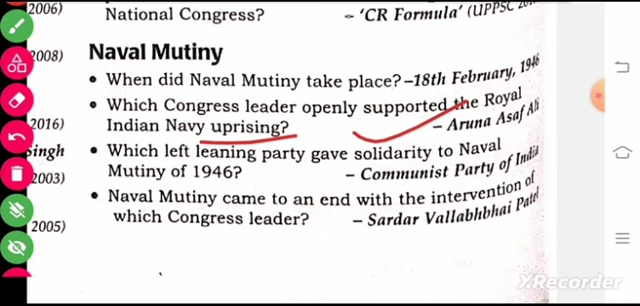 2006)
National Congress?
– 'CR Formula' (UPPSC
2008)
Naval Mutiny
• When did Naval Mutiny take place? –18th February, 1946
• Which Congress leader openly supported the Royal
2016)
Indian Navy uprising?
– Aruna Asaf Ali
Singh
• Which left leaning party gave solidarity to Naval
2003)
Mutiny of 1946?
– Communist Party of India
• Naval Mutiny came to an end with the intervention of
2005)
which Congress leader?
– Sardar Vallabhbhai Patel
XRecorder